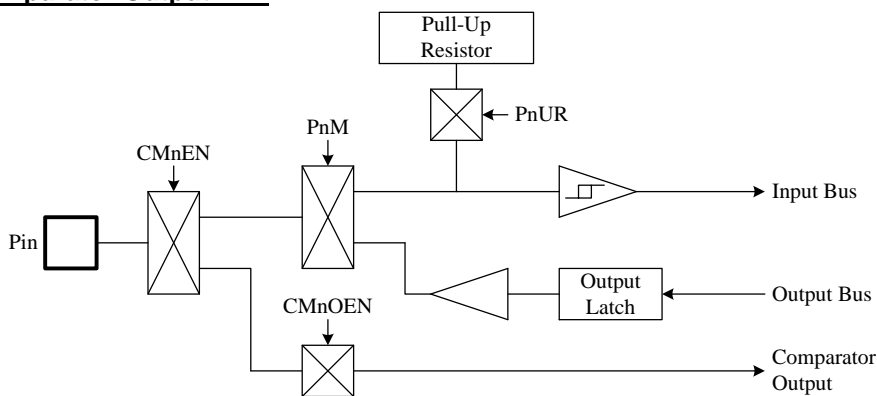 Pull-Up
Resistor
PnUR
PnM
CMnEN
Input Bus
Pin
Output
Latch
Output Bus
CMnOEN
Comparator
Output